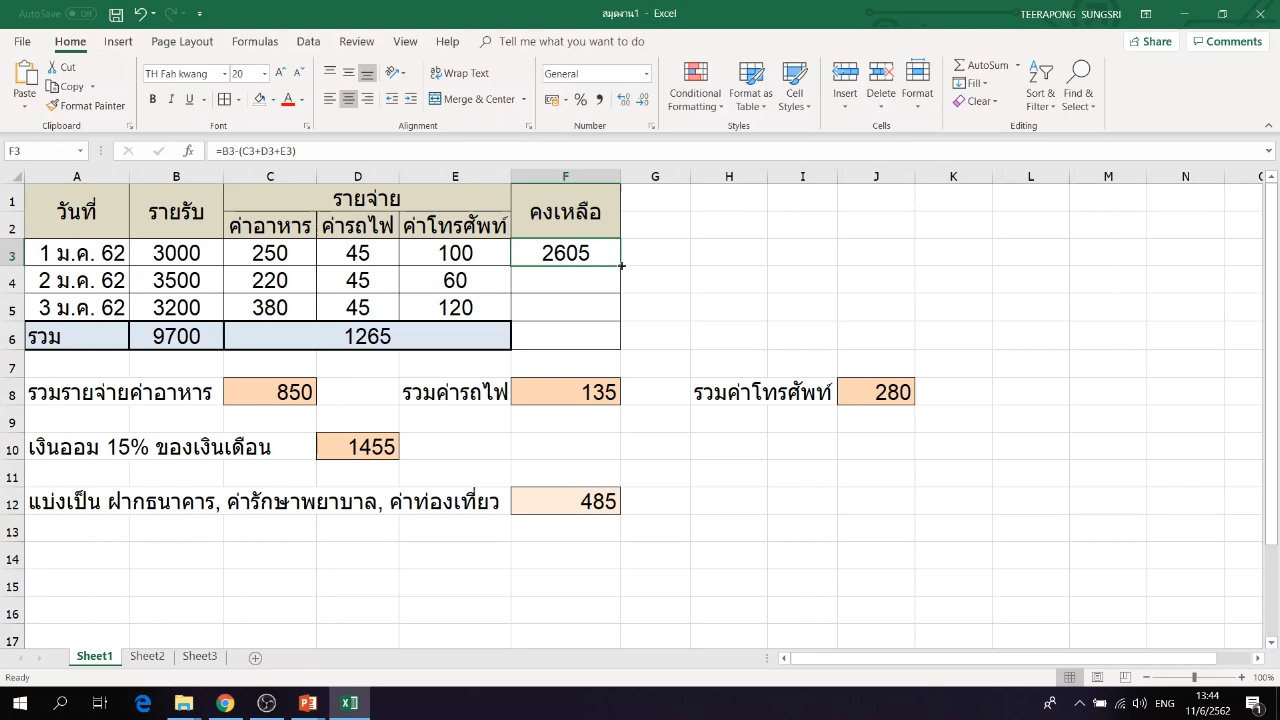 AutoSave Off สมุดงาน1 - Excel TEERAPONG SUNGSRI
File Home Insert Page Layout Formulas Data Review View Help Tell me what you want to do Share Comments
Paste Cut Copy Format Painter Clipboard
TH Fah kwang 20 B I U Font
Wrap Text Merge & Center Alignment
General % Number
Conditional Formatting Format as Table Cell Styles Styles
Insert Delete Format Cells
AutoSum Fill Clear Sort & Filter Find & Select Editing
F3 fx =B3-(C3+D3+E3)
A B C D E F G H I J K L M N
1 วันที่ รายรับ รายจ่าย คงเหลือ
2 ค่าอาหาร ค่ารถไฟ ค่าโทรศัพท์
3 1 ม.ค. 62 3000 250 45 100 2605
4 2 ม.ค. 62 3500 220 45 60
5 3 ม.ค. 62 3200 380 45 120
6 รวม 9700 1265
7
8 รวมรายจ่ายค่าอาหาร 850 รวมค่ารถไฟ 135 รวมค่าโทรศัพท์ 280
9
10 เงินออม 15% ของเงินเดือน 1455
11
12 แบ่งเป็น ฝากธนาคาร, ค่ารักษาพยาบาล, ค่าท่องเที่ยว 485
13
14
15
16
17
Sheet1 Sheet2 Sheet3
Ready 100%
ENG 13:44
11/6/2562